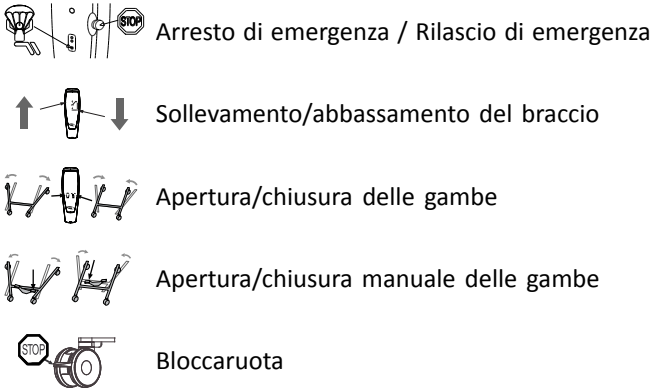 STOP Arresto di emergenza / Rilascio di emergenza
Sollevamento/abbassamento del braccio
Apertura/chiusura delle gambe
Apertura/chiusura manuale delle gambe
STOP
Bloccaruota